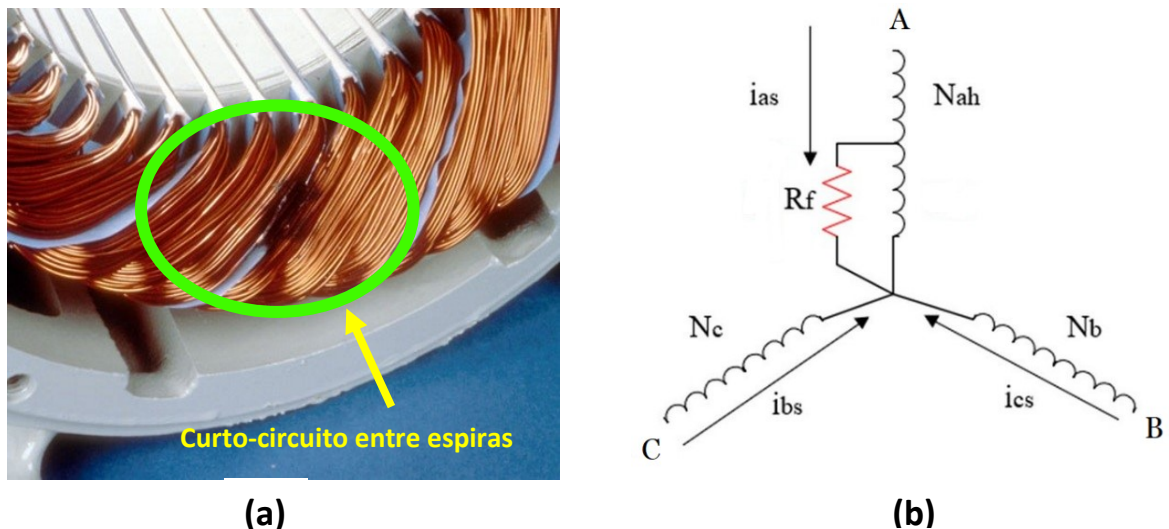 Curto-circuito entre espiras
(a)
A
ias
Nah
Rf
Nc
Nb
ibs
ics
C
B
(b)